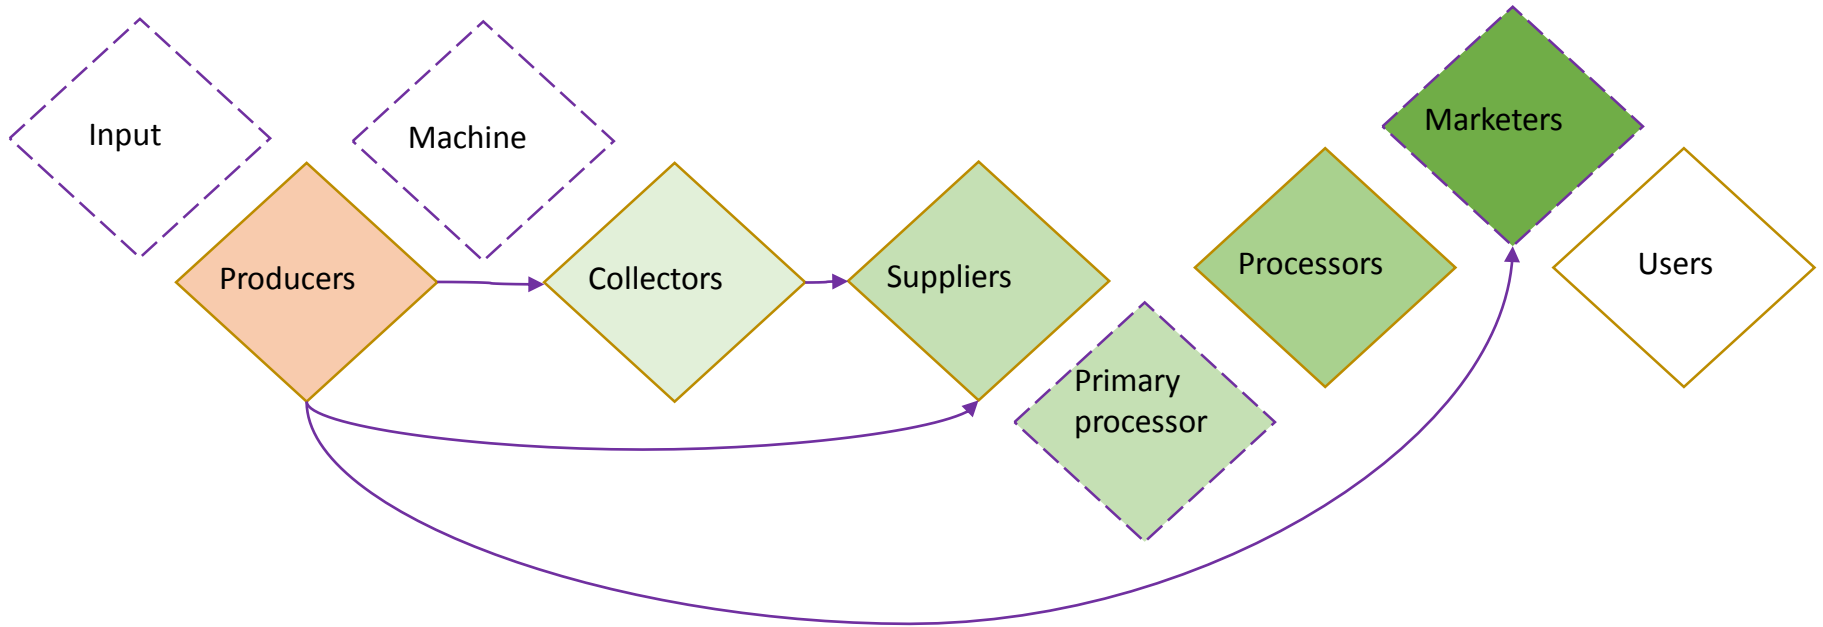 Input
Machine
Marketers
Producers
Collectors
Suppliers
Processors
Users
Primary
processor